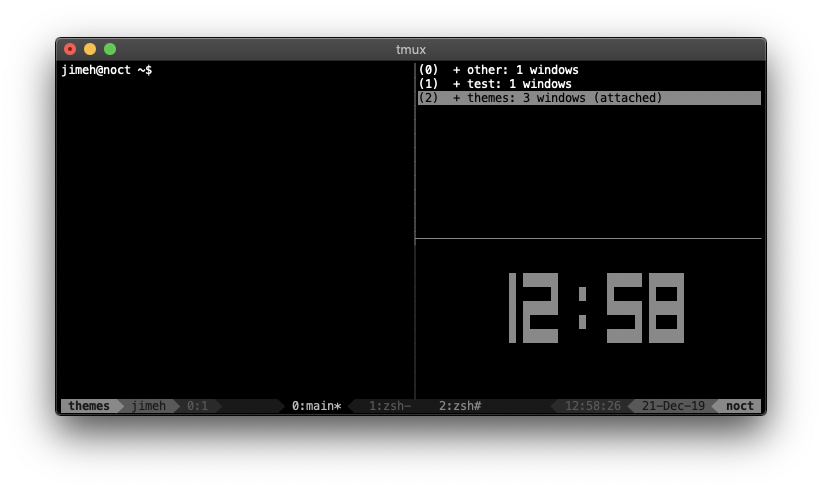 tmux
jimeh@noct ~$
(0)  + other: 1 windows
(1)  + test: 1 windows
(2)  + themes: 3 windows (attached)
12:58
themes jimeh 0:1 0:main* 1:zsh- 2:zsh# 12:58:26 21-Dec-19 noct